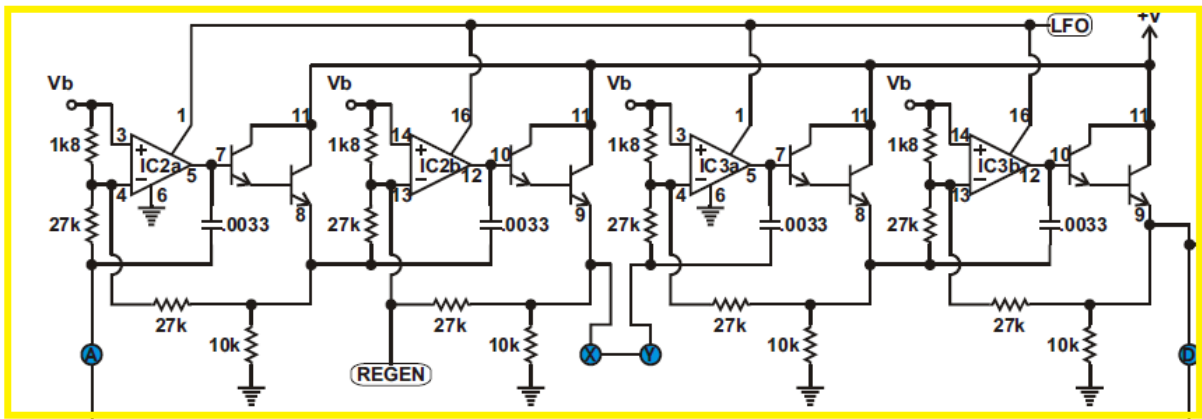 LFO
+V
Vb
1
11
Vb
16
11
Vb
1
11
Vb
16
11
1k8
3
+
IC2a
−
4
5
6
7
1k8
14
+
IC2b
−
13
12
10
1k8
3
+
IC3a
−
4
5
6
7
1k8
14
+
IC3b
−
13
12
10
27k
.0033
8
27k
.0033
9
27k
.0033
8
27k
.0033
9
27k
27k
27k
27k
A
10k
REGEN
10k
X
Y
10k
10k
D